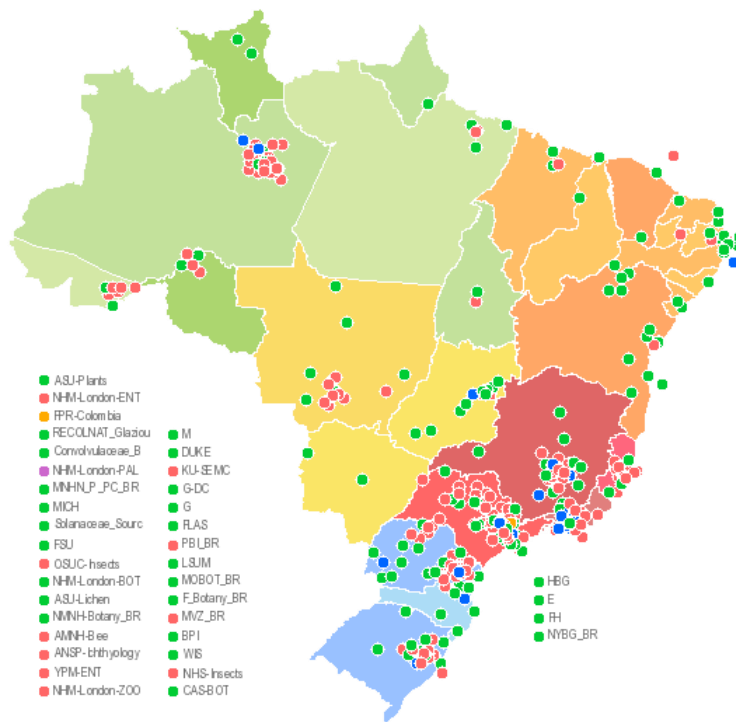 ASU-Plants
NHM-London-ENT
FPR-Colombia
RECOLNAT_Glaziou
Convolvulaceae_B
NHM-London-PAL
MNHN_P_PC_BR
MICH
Solanaceae_Sourc
FSU
OSUC-Insects
NHM-London-BOT
ASU-Lichen
NMNH-Botany_BR
AMNH-Bee
ANSP-Ichthyology
YPM-ENT
NHM-London-ZOO
M
DUKE
KU-SEMC
G-DC
G
FLAS
PBI_BR
LSUM
MOBOT_BR
F_Botany_BR
MVZ_BR
BPI
WIS
NHS-Insects
CAS-BOT
HBG
E
FH
NYBG_BR